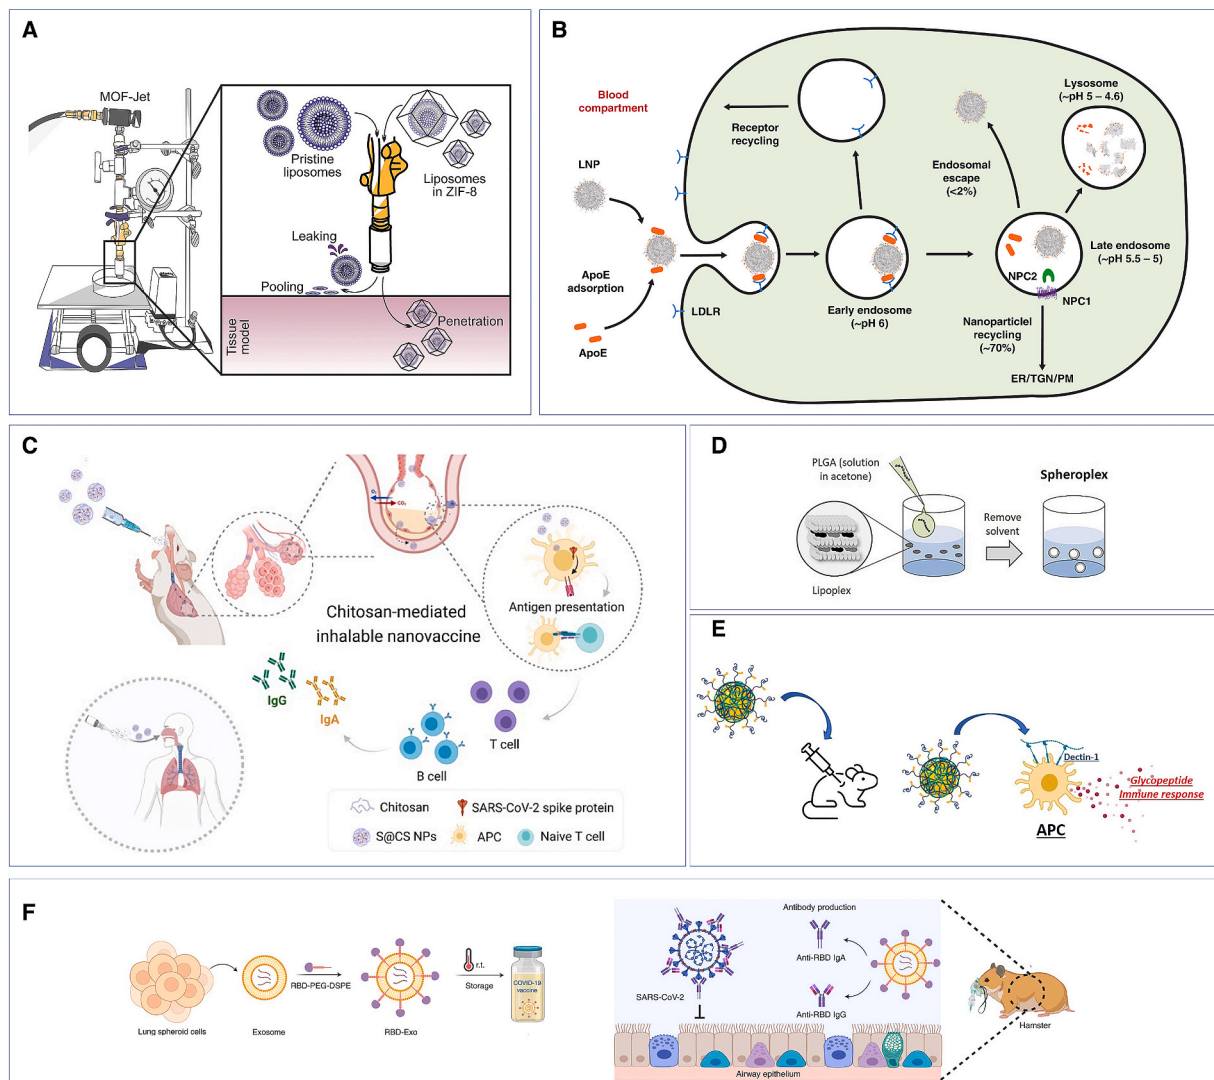 A
MOF-Jet
Pristine
liposomes
Liposomes
in ZIF-8
Leaking
Pooling
Penetration
Tissue
model
B
Blood
compartment
LNP
ApoE
adsorption
ApoE
LDLR
Receptor
recycling
Early endosome
(~pH 6)
Endosomal
escape
(<2%)
Lysosome
(~pH 5 – 4.6)
Late endosome
(~pH 5.5 – 5)
NPC2
NPC1
Nanoparticel
recycling
(~70%)
ER/TGN/PM
C
O₂
CO₂
Antigen presentation
Chitosan-mediated
inhalable nanovaccine
IgG
IgA
T cell
B cell
Chitosan
SARS-CoV-2 spike protein
S@CS NPs
APC
Naive T cell
D
PLGA (solution
in acetone)
Lipoplex
Remove
solvent
Spheroplex
E
Dectin-1
Glycopeptide
Immune response
APC
F
Lung spheroid cells
Exosome
RBD-PEG-DSPE
RBD-Exo
r.t.
Storage
COVID-19
vaccine
SARS-CoV-2
Antibody production
Anti-RBD IgA
Anti-RBD IgG
Airway epithelium
Hamster